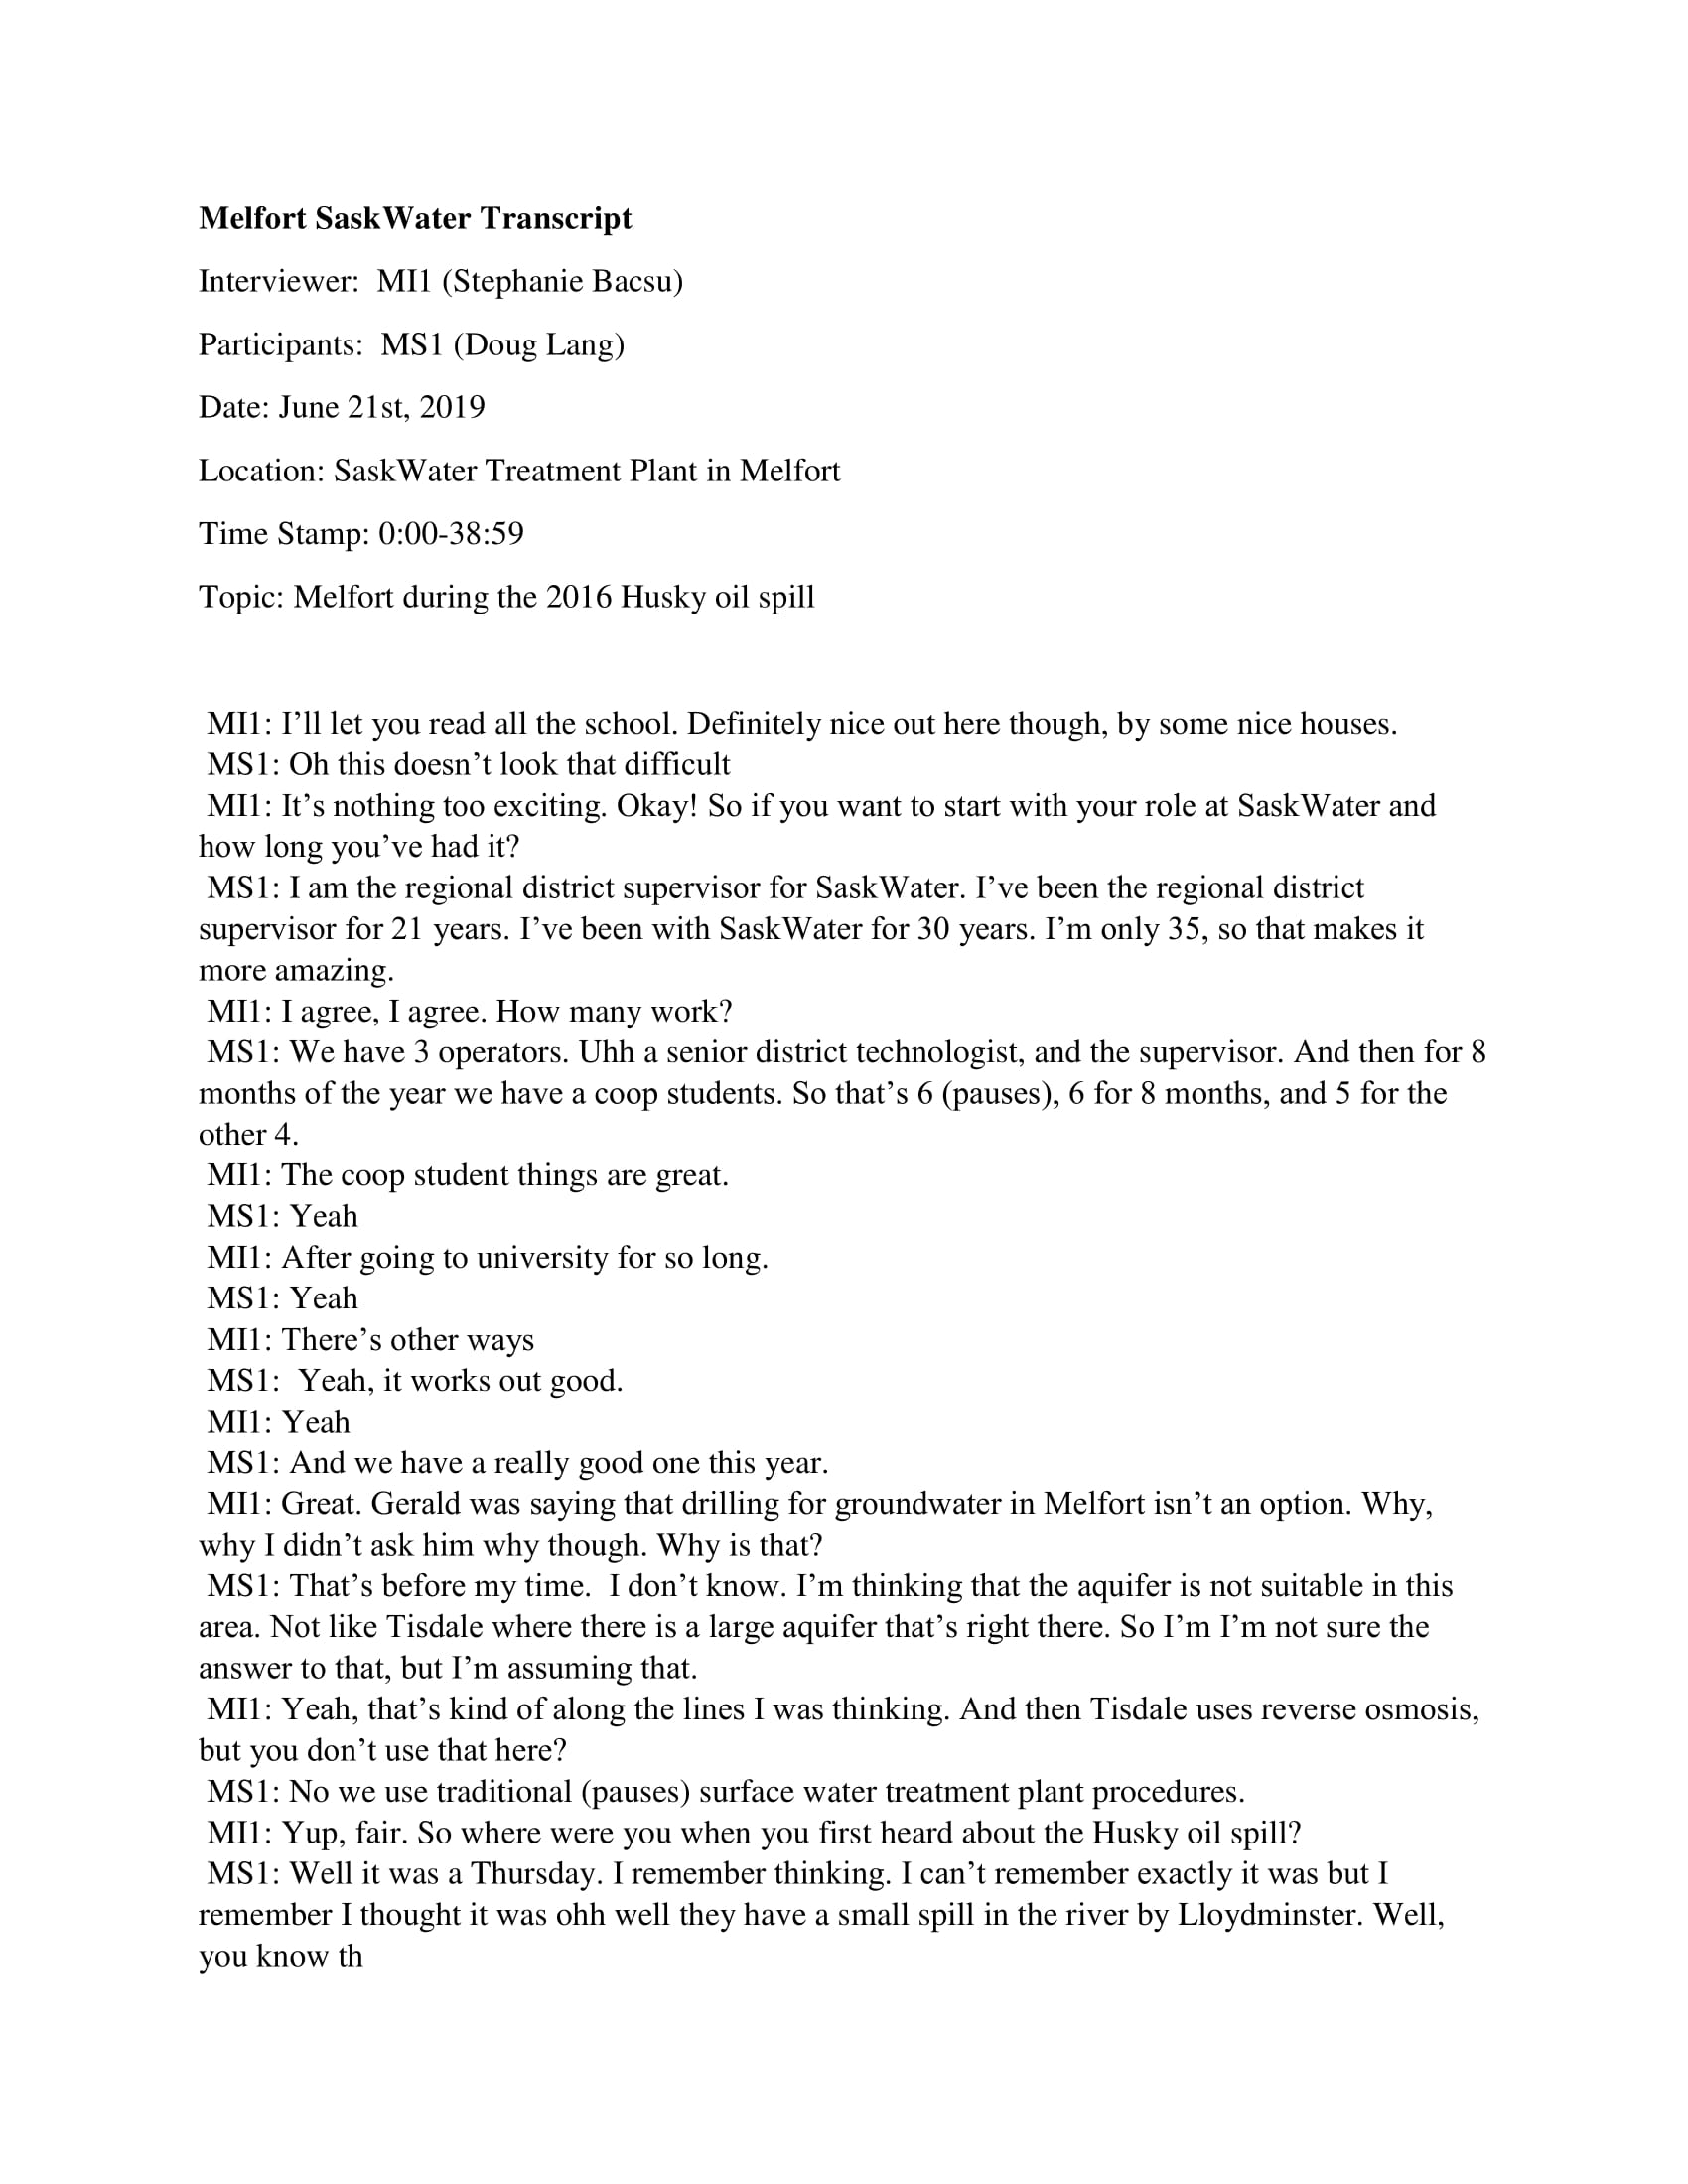 Melfort SaskWater Transcript
Interviewer:  MI1 (Stephanie Bacsu)
Participants:  MS1 (Doug Lang)
Date: June 21st, 2019
Location: SaskWater Treatment Plant in Melfort
Time Stamp: 0:00-38:59
Topic: Melfort during the 2016 Husky oil spill
MI1: I’ll let you read all the school. Definitely nice out here though, by some nice houses.
MS1: Oh this doesn’t look that difficult
MI1: It’s nothing too exciting. Okay! So if you want to start with your role at SaskWater and
how long you’ve had it?
MS1: I am the regional district supervisor for SaskWater. I’ve been the regional district
supervisor for 21 years. I’ve been with SaskWater for 30 years. I’m only 35, so that makes it
more amazing.
MI1: I agree, I agree. How many work?
MS1: We have 3 operators. Uhh a senior district technologist, and the supervisor. And then for 8
months of the year we have a coop students. So that’s 6 (pauses), 6 for 8 months, and 5 for the
other 4.
MI1: The coop student things are great.
MS1: Yeah
MI1: After going to university for so long.
MS1: Yeah
MI1: There’s other ways
MS1:  Yeah, it works out good.
MI1: Yeah
MS1: And we have a really good one this year.
MI1: Great. Gerald was saying that drilling for groundwater in Melfort isn’t an option. Why,
why I didn’t ask him why though. Why is that?
MS1: That’s before my time.  I don’t know. I’m thinking that the aquifer is not suitable in this
area. Not like Tisdale where there is a large aquifer that’s right there. So I’m I’m not sure the
answer to that, but I’m assuming that.
MI1: Yeah, that’s kind of along the lines I was thinking. And then Tisdale uses reverse osmosis,
but you don’t use that here?
MS1: No we use traditional (pauses) surface water treatment plant procedures.
MI1: Yup, fair. So where were you when you first heard about the Husky oil spill?
MS1: Well it was a Thursday. I remember thinking. I can’t remember exactly it was but I
remember I thought it was ohh well they have a small spill in the river by Lloydminster. Well,
you know th